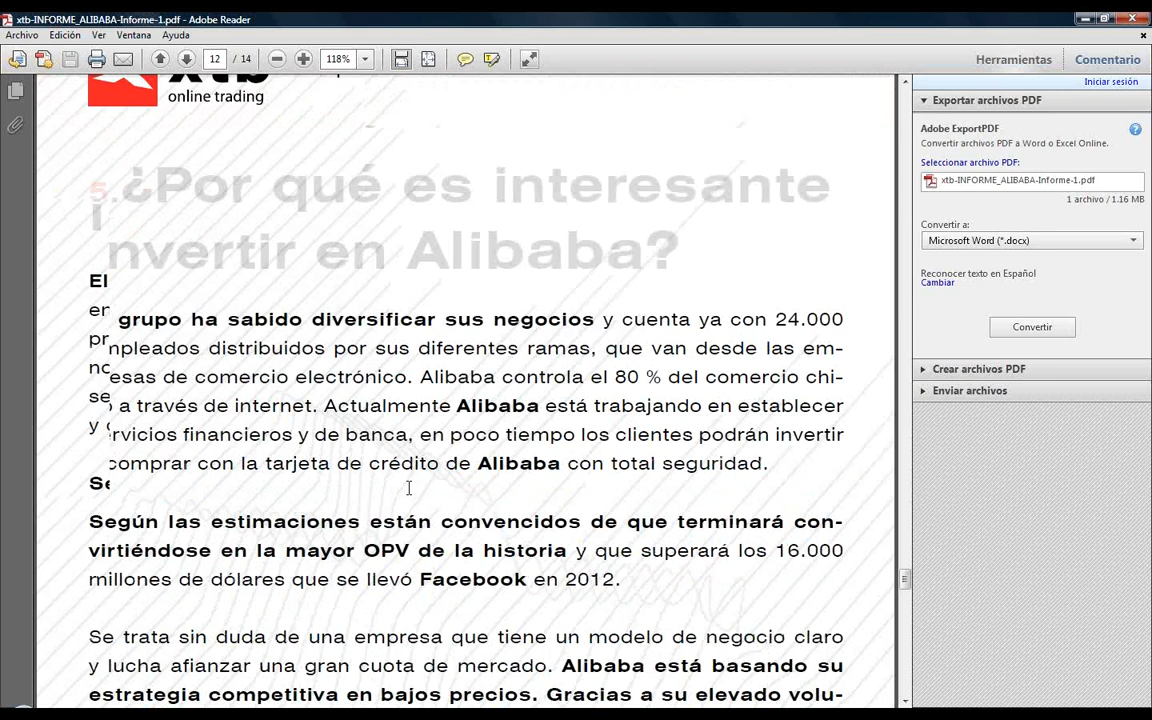 xtb-INFORME_ALIBABA-Informe-1.pdf - Adobe Reader
Archivo Edición Ver Ventana Ayuda
12 / 14 118%
Herramientas Comentario
Iniciar sesión
xtb
online trading
5. ¿Por qué es interesante
nvertir en Alibaba?
El
grupo ha sabido diversificar sus negocios y cuenta ya con 24.000
en
mpleados distribuidos por sus diferentes ramas, que van desde las em-
pr
esas de comercio electrónico. Alibaba controla el 80 % del comercio chi-
no
a través de internet. Actualmente Alibaba está trabajando en establecer
se
rvicios financieros y de banca, en poco tiempo los clientes podrán invertir
y
comprar con la tarjeta de crédito de Alibaba con total seguridad.
Se
Según las estimaciones están convencidos de que terminará con-
virtiéndose en la mayor OPV de la historia y que superará los 16.000
millones de dólares que se llevó Facebook en 2012.
Se trata sin duda de una empresa que tiene un modelo de negocio claro
y lucha afianzar una gran cuota de mercado. Alibaba está basando su
estrategia competitiva en bajos precios. Gracias a su elevado volu-
Exportar archivos PDF
Adobe ExportPDF
Convertir archivos PDF a Word o Excel Online.
Seleccionar archivo PDF:
xtb-INFORME_ALIBABA-Informe-1.pdf
1 archivo / 1.16 MB
Convertir a:
Microsoft Word (*.docx)
Reconocer texto en Español
Cambiar
Convertir
Crear archivos PDF
Enviar archivos